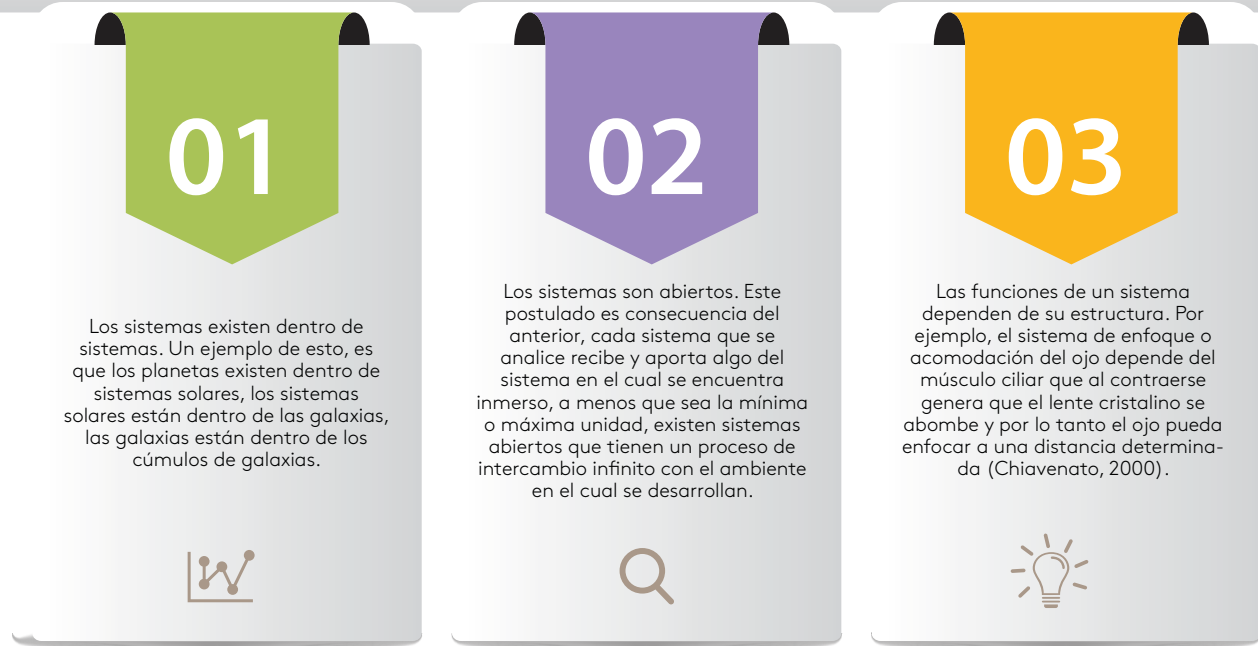 01
Los sistemas existen dentro de
sistemas. Un ejemplo de esto, es
que los planetas existen dentro de
sistemas solares, los sistemas
solares están dentro de las galaxias,
las galaxias están dentro de los
cúmulos de galaxias.
02
Los sistemas son abiertos. Este
postulado es consecuencia del
anterior, cada sistema que se
analice recibe y aporta algo del
sistema en el cual se encuentra
inmerso, a menos que sea la mínima
o máxima unidad, existen sistemas
abiertos que tienen un proceso de
intercambio infinito con el ambiente
en el cual se desarrollan.
03
Las funciones de un sistema
dependen de su estructura. Por
ejemplo, el sistema de enfoque o
acomodación del ojo depende del
músculo ciliar que al contraerse
genera que el lente cristalino se
abombe y por lo tanto el ojo pueda
enfocar a una distancia determina-
da (Chiavenato, 2000).